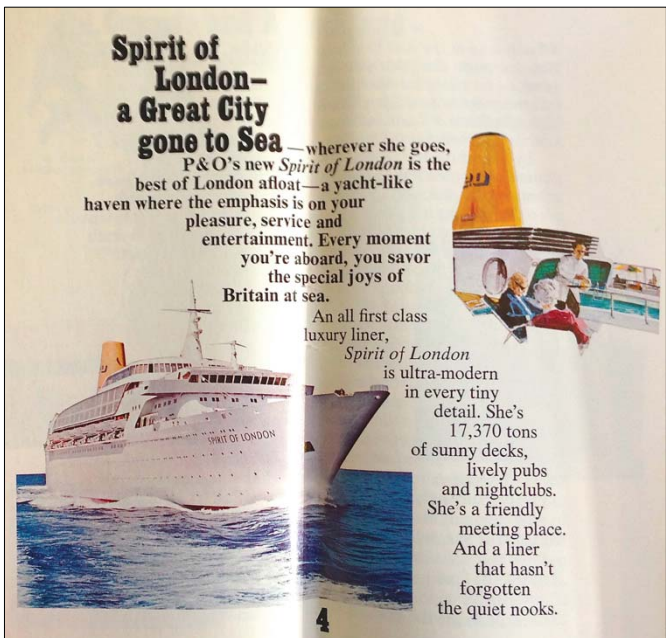 Spirit of
London–
a Great City
gone to Sea —wherever she goes,
P&O's new Spirit of London is the
best of London afloat—a yacht-like
haven where the emphasis is on your
pleasure, service and
entertainment. Every moment
you're aboard, you savor
the special joys of
Britain at sea.
An all first class
luxury liner,
Spirit of London
is ultra-modern
in every tiny
detail. She's
17,370 tons
of sunny decks,
lively pubs
and nightclubs.
She's a friendly
meeting place.
And a liner
that hasn't
forgotten
the quiet nooks.
SPIRIT OF LONDON
4